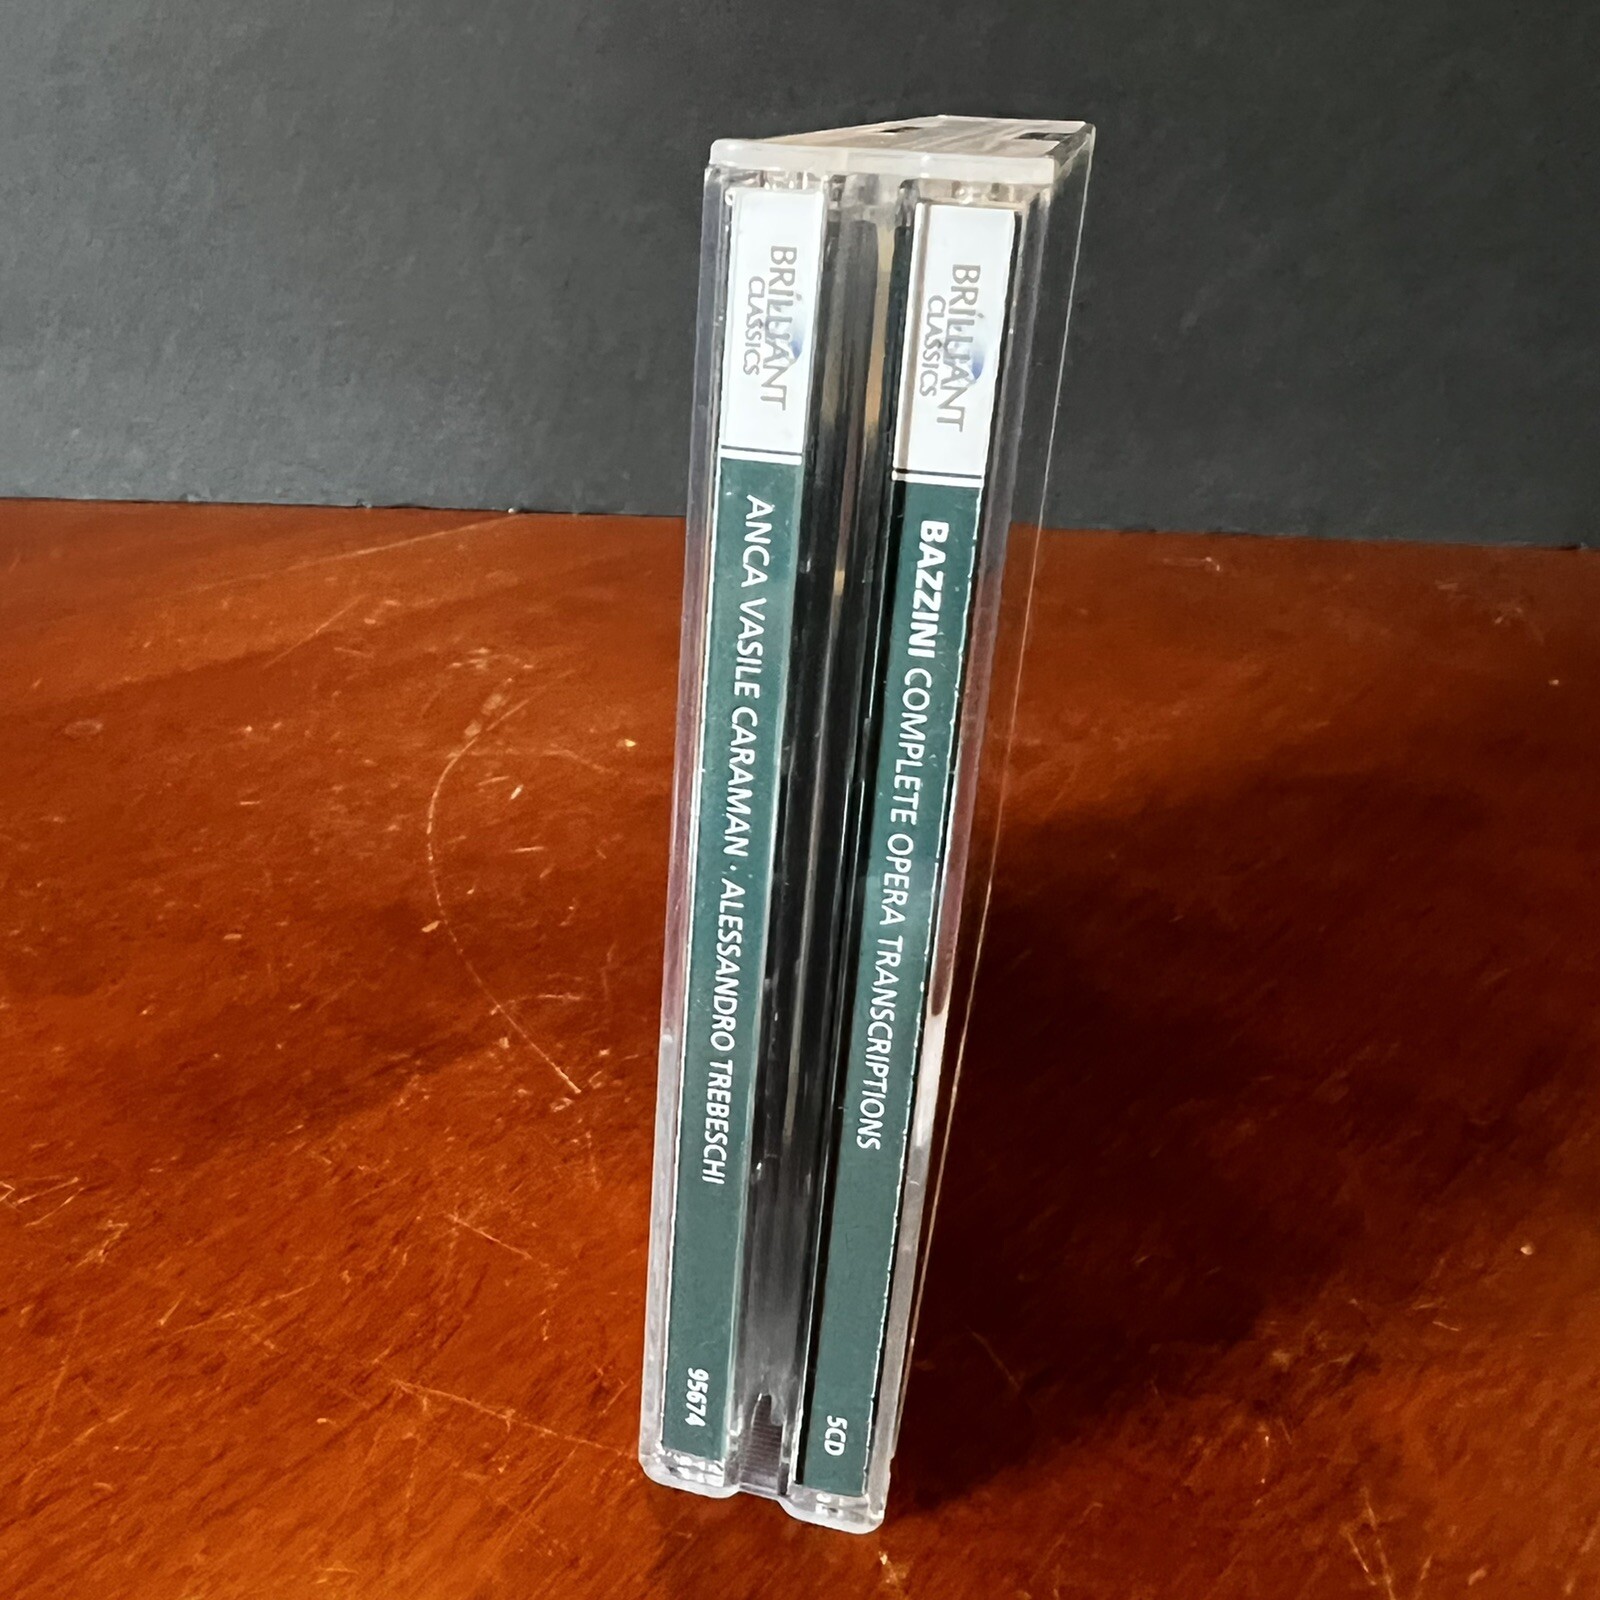 BRILLIANT
CLASSICS
ANCA VASILE CARAMAN · ALESSANDRO TREBESCHI
95674
BRILLIANT
CLASSICS
BAZZINI COMPLETE OPERA TRANSCRIPTIONS
5CD